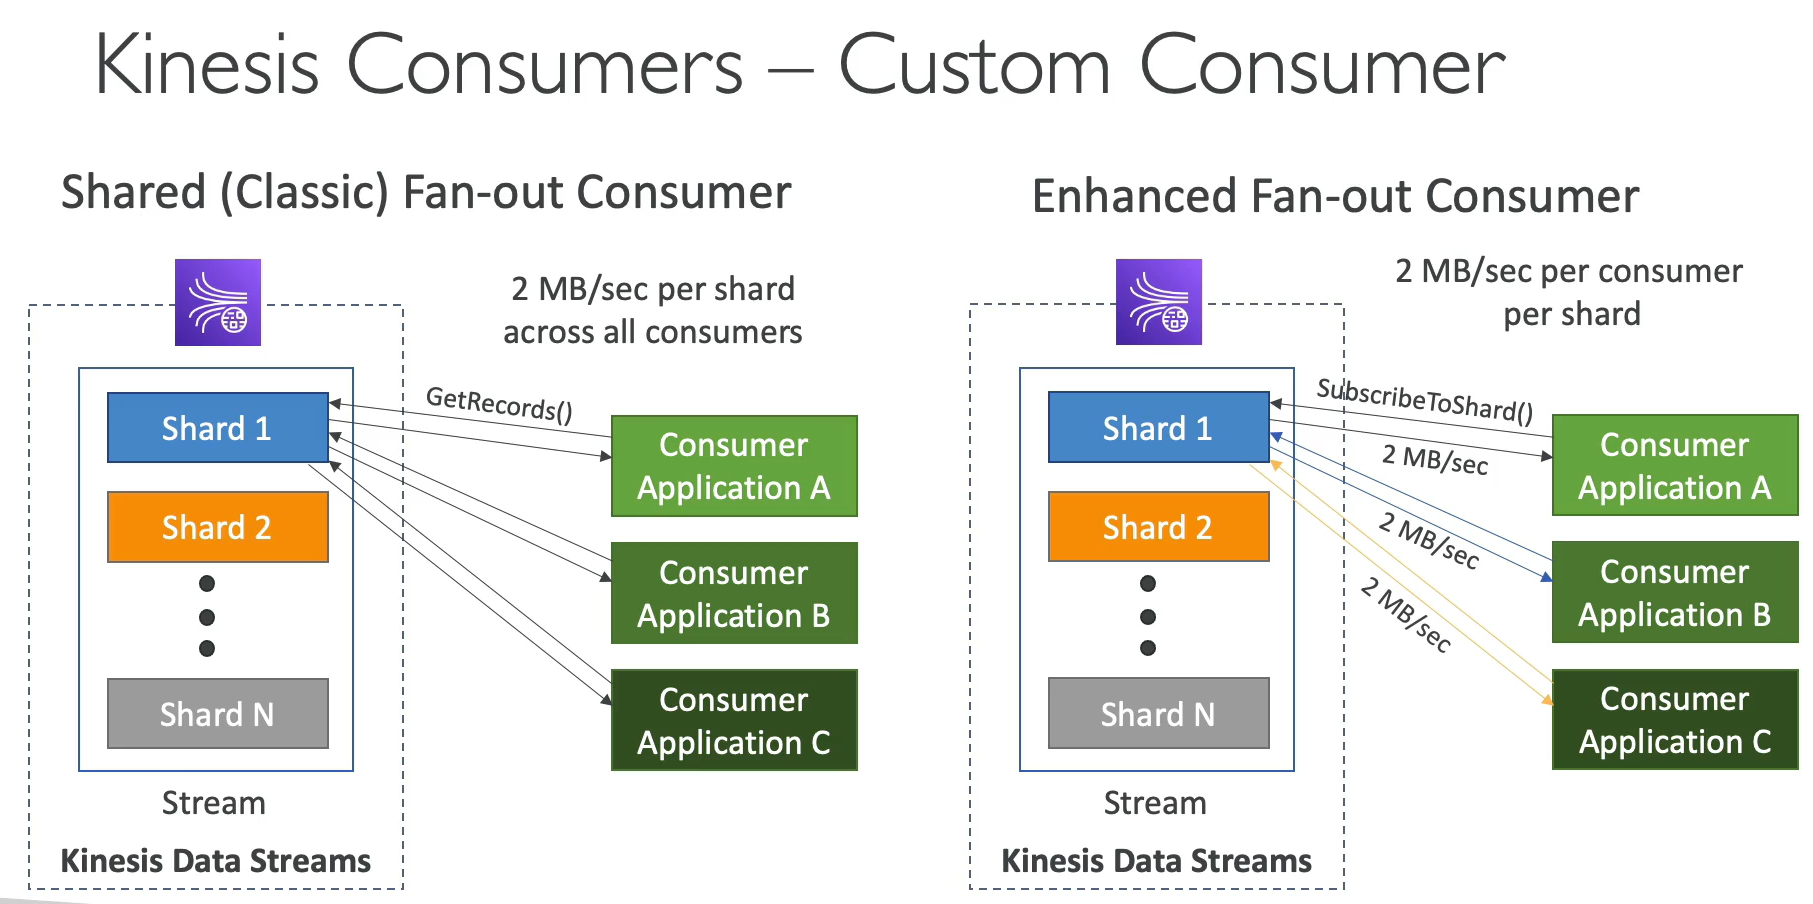 Kinesis Consumers – Custom Consumer
Shared (Classic) Fan-out Consumer
2 MB/sec per shard
across all consumers
GetRecords()
Shard 1
Shard 2
Shard N
Stream
Kinesis Data Streams
Consumer
Application A
Consumer
Application B
Consumer
Application C
Enhanced Fan-out Consumer
2 MB/sec per consumer
per shard
SubscribeToShard()
2 MB/sec
2 MB/sec
2 MB/sec
Shard 1
Shard 2
Shard N
Stream
Kinesis Data Streams
Consumer
Application A
Consumer
Application B
Consumer
Application C